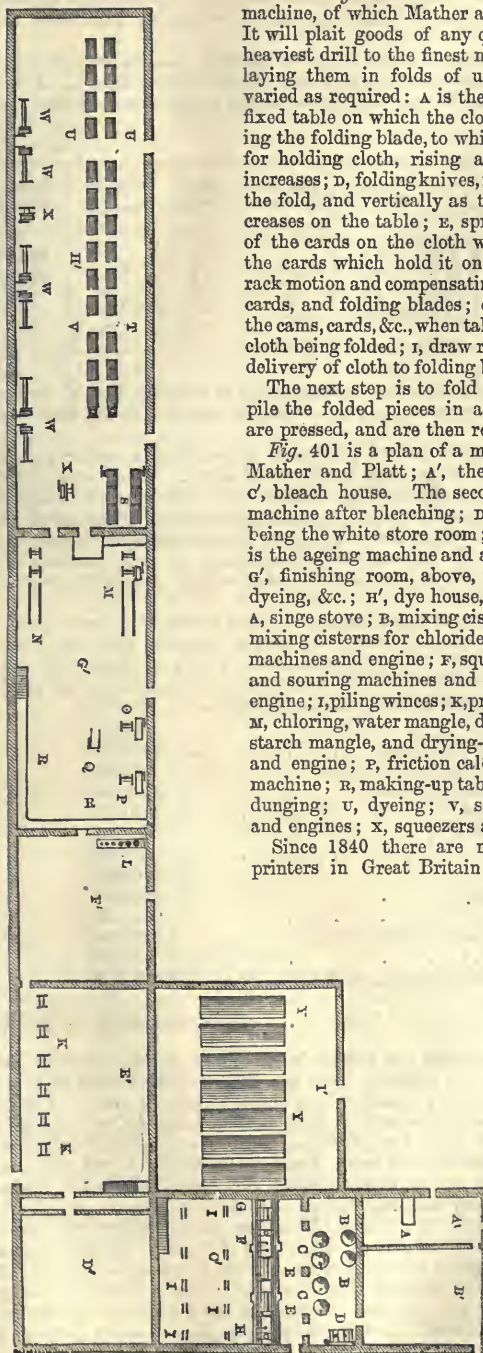 machine, of which Mather a
It will plait goods of any
heaviest drill to the finest
laying them in folds of u
varied as required: A is the
fixed table on which the clo
ing the folding blade, to whi
for holding cloth, rising a
increases; D, folding knives,
the fold, and vertically as t
creases on the table; E, spr
of the cards on the cloth w
the cards which hold it on
rack motion and compensatin
cards, and folding blades;
the cams, cards, &c., when tal
cloth being folded; I, draw r
delivery of cloth to folding
The next step is to fold
pile the folded pieces in a
are pressed, and are then re
Fig. 401 is a plan of a m
Mather and Platt; A', the
C', bleach house. The seco
machine after bleaching; D
being the white store room;
is the ageing machine and a
G', finishing room, above,
dyeing, &c.; H', dye house,
A, singe stove; B, mixing cis
mixing cisterns for chloride
machines and engine; F, squ
and souring machines and
engine; I, piling winces; K, pr
M, chloring, water mangle, d
starch mangle, and drying-
and engine; P, friction cal
machine; R, making-up tab
dunging; U, dyeing; V, s
and engines; X, squeezers a
Since 1840 there are
printers in Great Britain
W
U
U
W
X
W
H'
W
V
T
W
X
S
M
N
G'
O
Q
P
R
R
L
F'
K
E'
K
Y
I'
Y
D'
G
F
I
C'
I
I
I
H
B
B
C
E
C
E
B
D
A
A'
B'